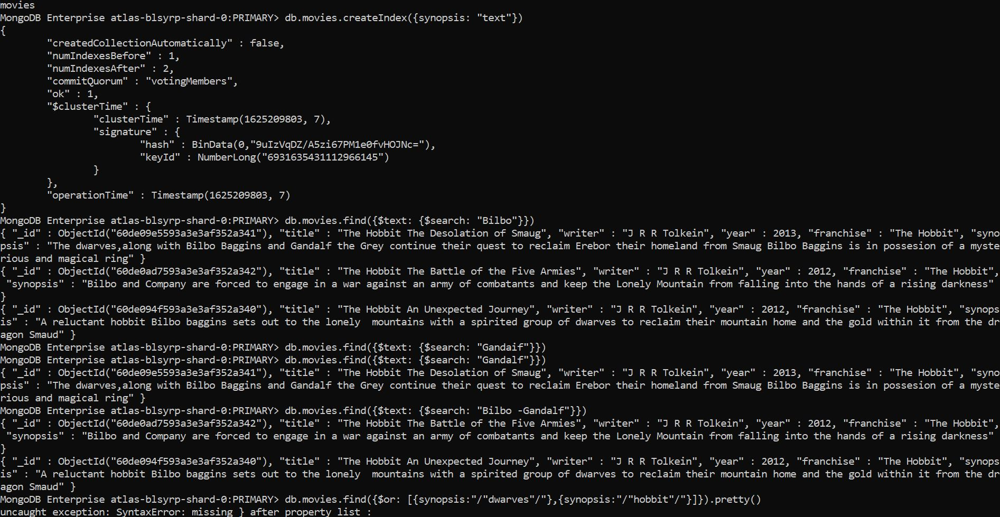 movies
MongoDB Enterprise atlas-blsyrp-shard-0:PRIMARY> db.movies.createIndex({synopsis: "text"})
{
        "createdCollectionAutomatically" : false,
        "numIndexesBefore" : 1,
        "numIndexesAfter" : 2,
        "commitQuorum" : "votingMembers",
        "ok" : 1,
        "$clusterTime" : {
                "clusterTime" : Timestamp(1625209803, 7),
                "signature" : {
                        "hash" : BinData(0,"9uIzVqDZ/A5zi67PM1e0fvHOJNc="),
                        "keyId" : NumberLong("6931635431112966145")
                }
        },
        "operationTime" : Timestamp(1625209803, 7)
}
MongoDB Enterprise atlas-blsyrp-shard-0:PRIMARY> db.movies.find({$text: {$search: "Bilbo"}})
{ "_id" : ObjectId("60de09e5593a3e3af352a341"), "title" : "The Hobbit The Desolation of Smaug", "writer" : "J R R Tolkein", "year" : 2013, "franchise" : "The Hobbit", "syno
psis" : "The dwarves,along with Bilbo Baggins and Gandalf the Grey continue their quest to reclaim Erebor their homeland from Smaug Bilbo Baggins is in possesion of a myste
rious and magical ring" }
{ "_id" : ObjectId("60de0ad7593a3e3af352a342"), "title" : "The Hobbit The Battle of the Five Armies", "writer" : "J R R Tolkein", "year" : 2012, "franchise" : "The Hobbit",
 "synopsis" : "Bilbo and Company are forced to engage in a war against an army of combatants and keep the Lonely Mountain from falling into the hands of a rising darkness"
}
{ "_id" : ObjectId("60de094f593a3e3af352a340"), "title" : "The Hobbit An Unexpected Journey", "writer" : "J R R Tolkein", "year" : 2012, "franchise" : "The Hobbit", "synops
is" : "A reluctant hobbit Bilbo baggins sets out to the lonely  mountains with a spirited group of dwarves to reclaim their mountain home and the gold within it from the dr
agon Smaud" }
MongoDB Enterprise atlas-blsyrp-shard-0:PRIMARY> db.movies.find({$text: {$search: "Gandaif"}})
MongoDB Enterprise atlas-blsyrp-shard-0:PRIMARY> db.movies.find({$text: {$search: "Gandalf"}})
{ "_id" : ObjectId("60de09e5593a3e3af352a341"), "title" : "The Hobbit The Desolation of Smaug", "writer" : "J R R Tolkein", "year" : 2013, "franchise" : "The Hobbit", "syno
psis" : "The dwarves,along with Bilbo Baggins and Gandalf the Grey continue their quest to reclaim Erebor their homeland from Smaug Bilbo Baggins is in possesion of a myste
rious and magical ring" }
MongoDB Enterprise atlas-blsyrp-shard-0:PRIMARY> db.movies.find({$text: {$search: "Bilbo -Gandalf"}})
{ "_id" : ObjectId("60de0ad7593a3e3af352a342"), "title" : "The Hobbit The Battle of the Five Armies", "writer" : "J R R Tolkein", "year" : 2012, "franchise" : "The Hobbit",
 "synopsis" : "Bilbo and Company are forced to engage in a war against an army of combatants and keep the Lonely Mountain from falling into the hands of a rising darkness"
}
{ "_id" : ObjectId("60de094f593a3e3af352a340"), "title" : "The Hobbit An Unexpected Journey", "writer" : "J R R Tolkein", "year" : 2012, "franchise" : "The Hobbit", "synops
is" : "A reluctant hobbit Bilbo baggins sets out to the lonely  mountains with a spirited group of dwarves to reclaim their mountain home and the gold within it from the dr
agon Smaud" }
MongoDB Enterprise atlas-blsyrp-shard-0:PRIMARY> db.movies.find({$or: [{synopsis:"/"dwarves"/"},{synopsis:"/"hobbit"/"}]}).pretty()
uncaught exception: SyntaxError: missing } after property list :